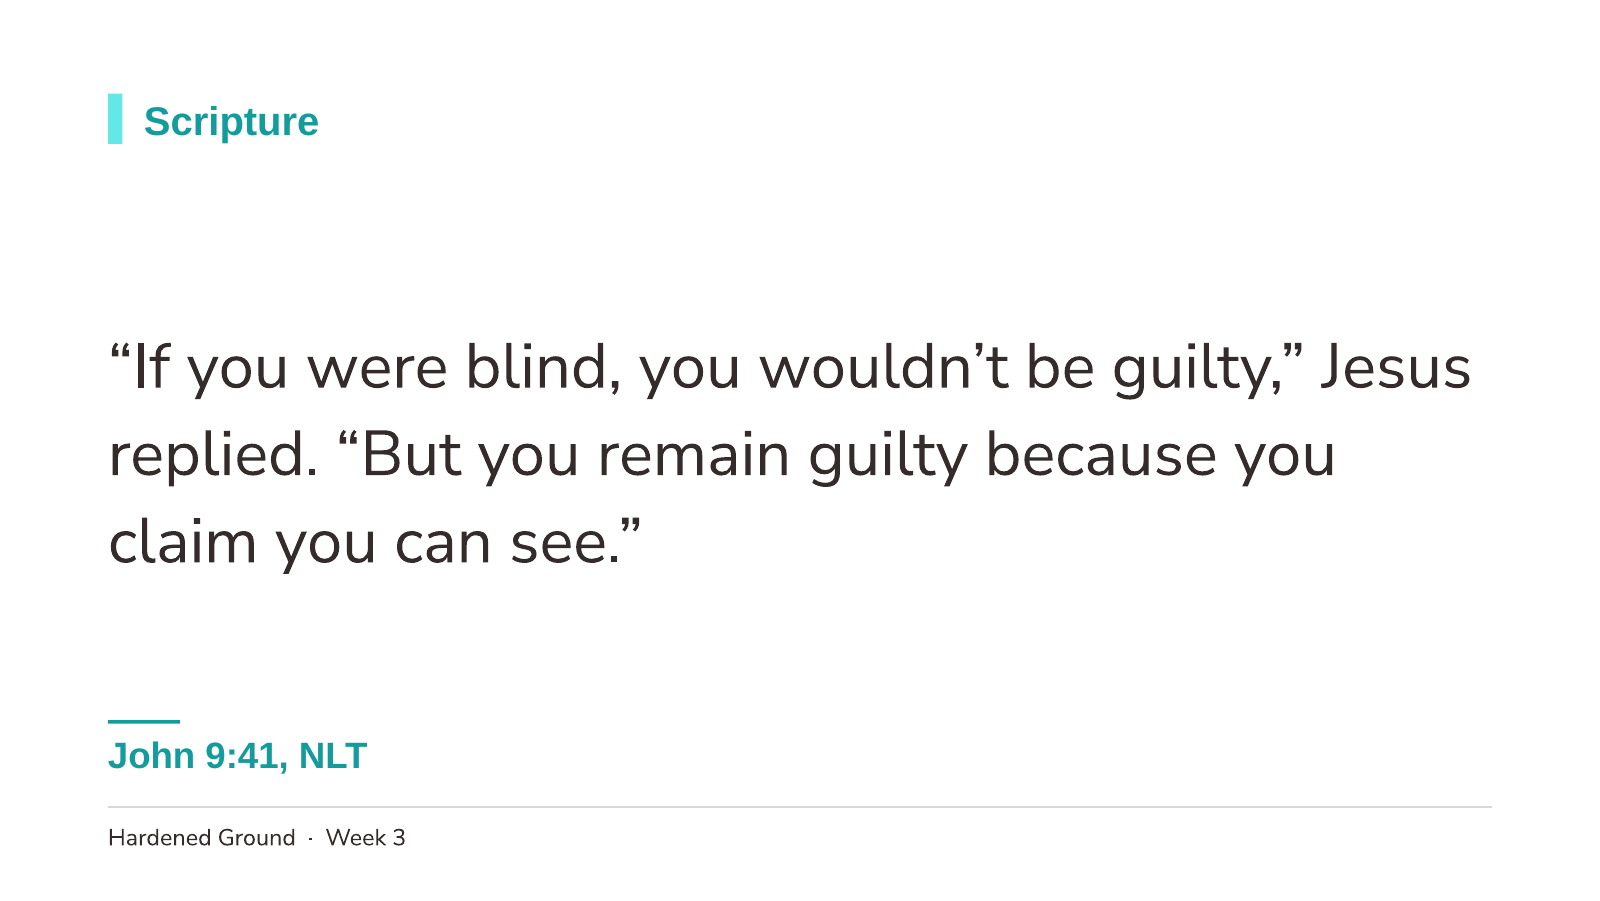 Scripture
“If you were blind, you wouldn’t be guilty,” Jesus
replied. “But you remain guilty because you
claim you can see.”
John 9:41, NLT
Hardened Ground · Week 3